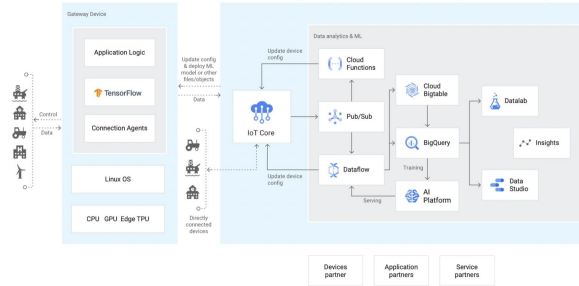 Gateway Device
Application Logic
TensorFlow
Connection Agents
Linux OS
CPU GPU Edge TPU
Control
Data
Update config
& deploy ML
model or other
files/objects
Data
Directly
connected
devices
IoT Core
Update device
config
Update device
config
Data analytics & ML
Cloud
Functions
Pub/Sub
Dataflow
Cloud
Bigtable
BigQuery
Training
AI
Platform
Serving
Datalab
Insights
Data
Studio
Devices
partner
Application
partners
Service
partners